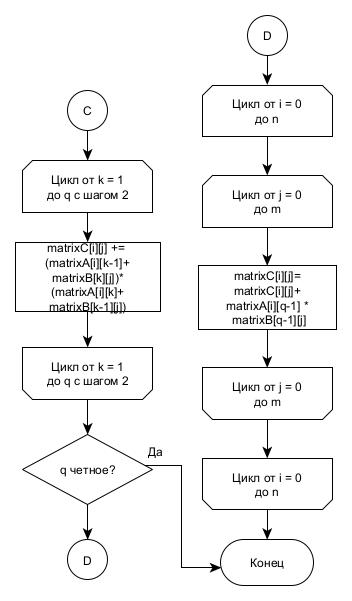 C
Цикл от k = 1
до q с шагом 2
matrixC[i][j] +=
(matrixA[i][k-1]+
matrixB[k][j])*
(matrixA[i][k]+
matrixB[k-1][j])
Цикл от k = 1
до q с шагом 2
q четное?
Да
D
D
Цикл от i = 0
до n
Цикл от j = 0
до m
matrixC[i][j]=
matrixC[i][j]+
matrixA[i][q-1] *
matrixB[q-1][j]
Цикл от j = 0
до m
Цикл от i = 0
до n
Конец